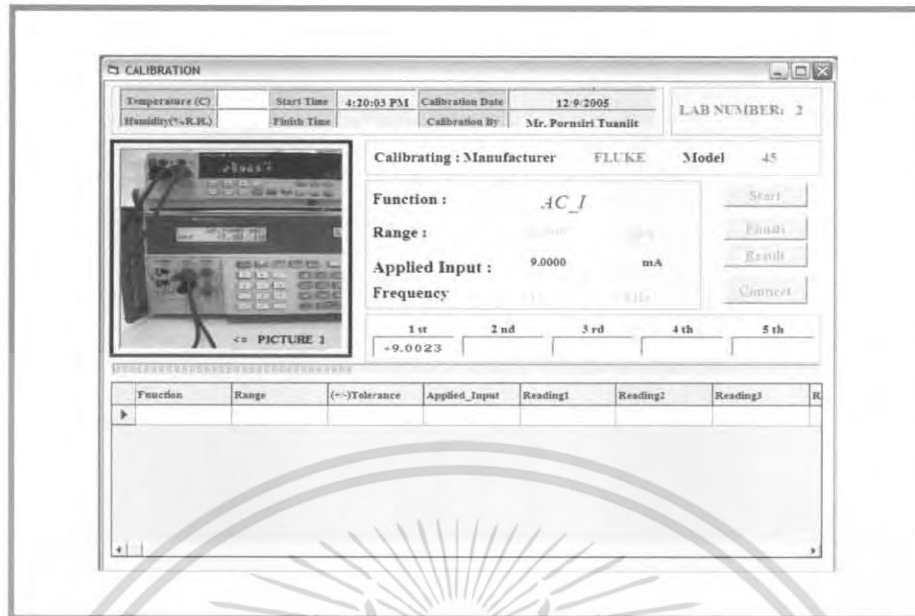 CALIBRATION
Temperature (C) Start Time 4:20:03 PM Calibration Date 12/9/2005
Humidity(%R.H.) Finish Time Calibration By Mr. Pornsiri Tuanjit
LAB NUMBER: 2
Calibrating : Manufacturer FLUKE Model 45
Function : AC_I
Range :
Applied Input : 9.0000 mA
Frequency
Start
Finish
Result
Connect
<= PICTURE 1
1 st 2 nd 3 rd 4 th 5 th
+9.0023
Function Range (+/-)Tolerance Applied_Input Reading1 Reading2 Reading3 R